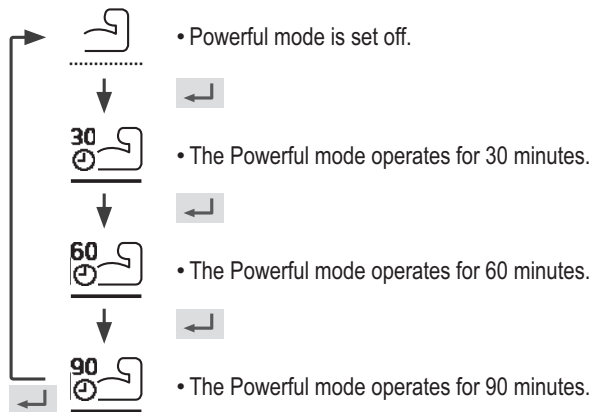 • Powerful mode is set off.
30
• The Powerful mode operates for 30 minutes.
60
• The Powerful mode operates for 60 minutes.
90
• The Powerful mode operates for 90 minutes.